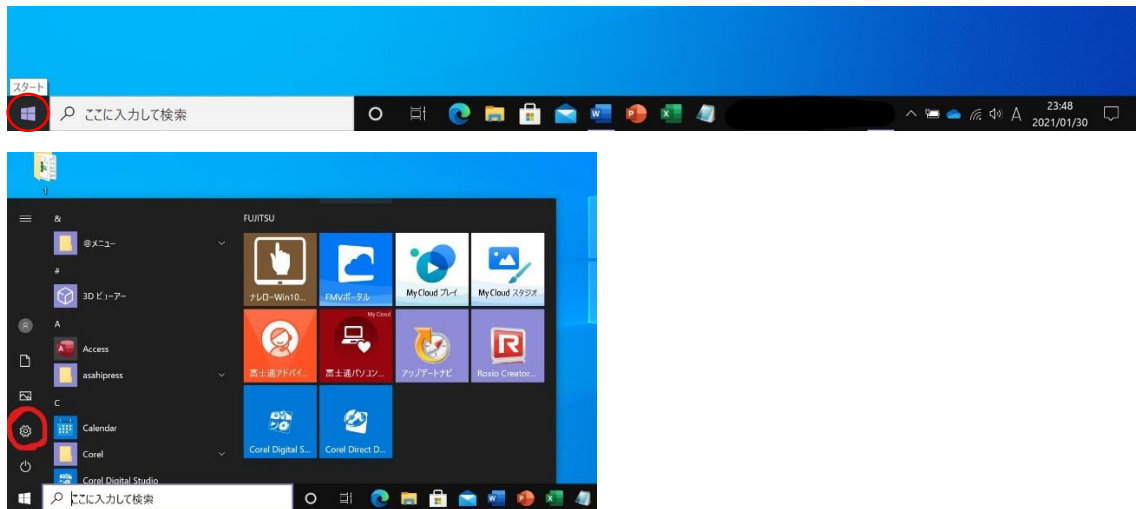 スタート
ここに入力して検索
A
23:48
2021/01/30
1
&
FUJITSU
@メニュー
#
3D ビューアー
ナレロ-Win10...
FMVポータル
MyCloud プレイ
MyCloud スタジオ
A
My Cloud
Access
asahipress
富士通アドバイ...
富士通パソコン...
アップデートナビ
Roxio Creator...
C
Calendar
Corel
Corel Digital S...
Corel Direct D...
Corel Digital Studio
ここに入力して検索